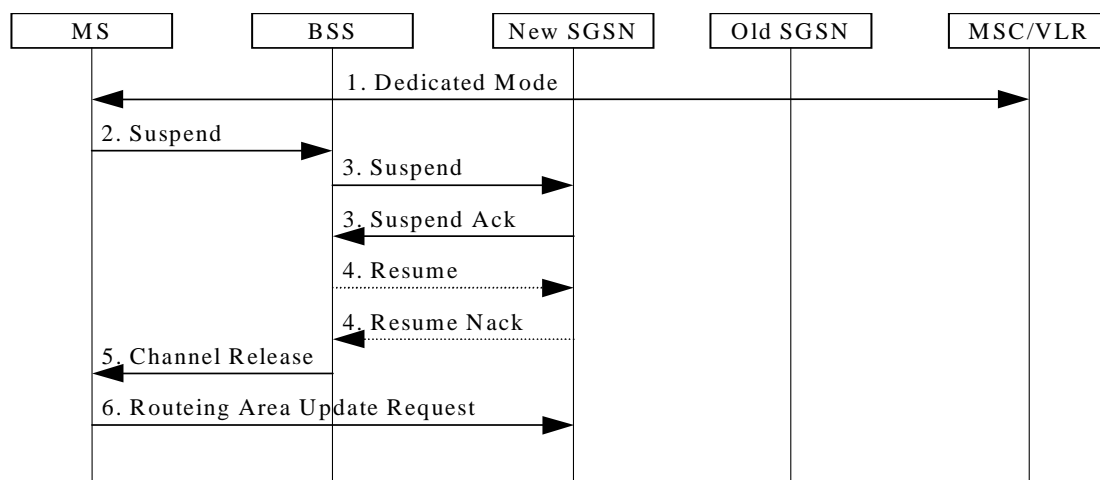 MS
BSS
New SGSN
Old SGSN
MSC/VLR
1. Dedicated Mode
2. Suspend
3. Suspend
3. Suspend Ack
4. Resume
4. Resume Nack
5. Channel Release
6. Routeing Area Update Request